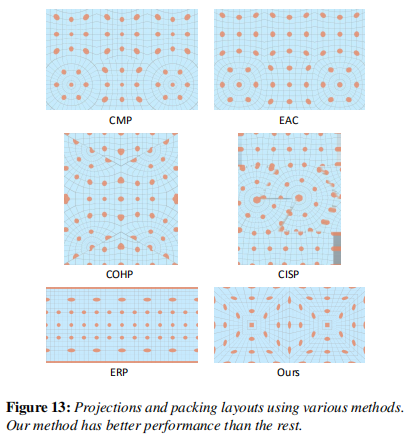 CMP
EAC
COHP
CISP
ERP
Ours
Figure 13: Projections and packing layouts using various methods.
Our method has better performance than the rest.